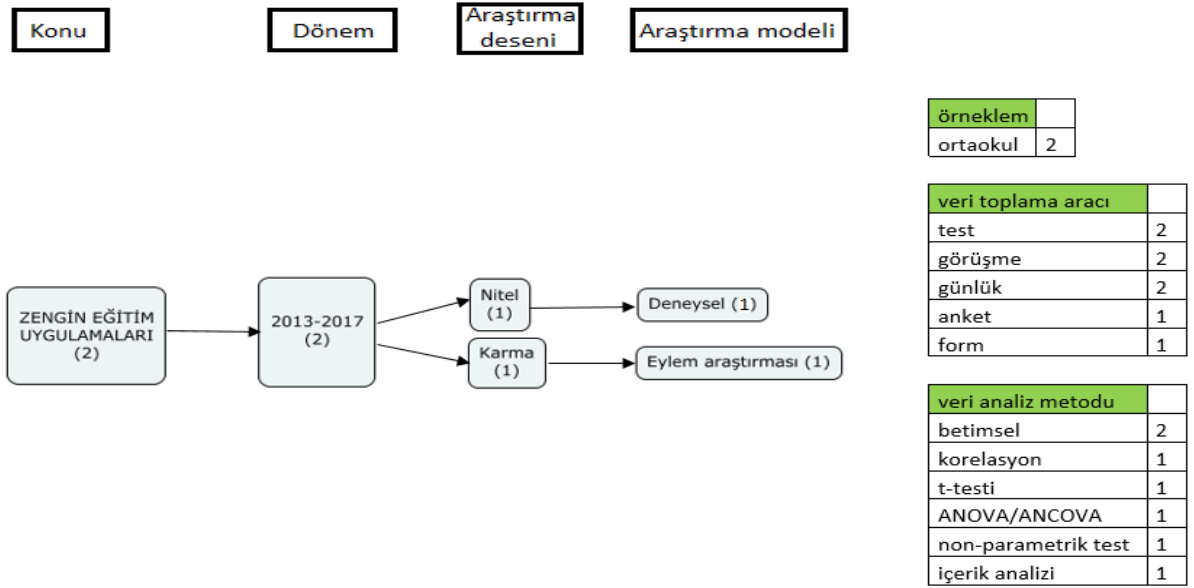 Konu
Dönem
Araştırma
deseni
Araştırma modeli
örneklem
ortaokul 2
veri toplama aracı
test 2
görüşme 2
günlük 2
anket 1
form 1
ZENGİN EĞİTİM
UYGULAMALARI
(2)
2013-2017
(2)
Nitel
(1)
Deneysel (1)
Karma
(1)
Eylem araştırması (1)
veri analiz metodu
betimsel 2
korelasyon 1
t-testi 1
ANOVA/ANCOVA 1
non-parametrik test 1
içerik analizi 1